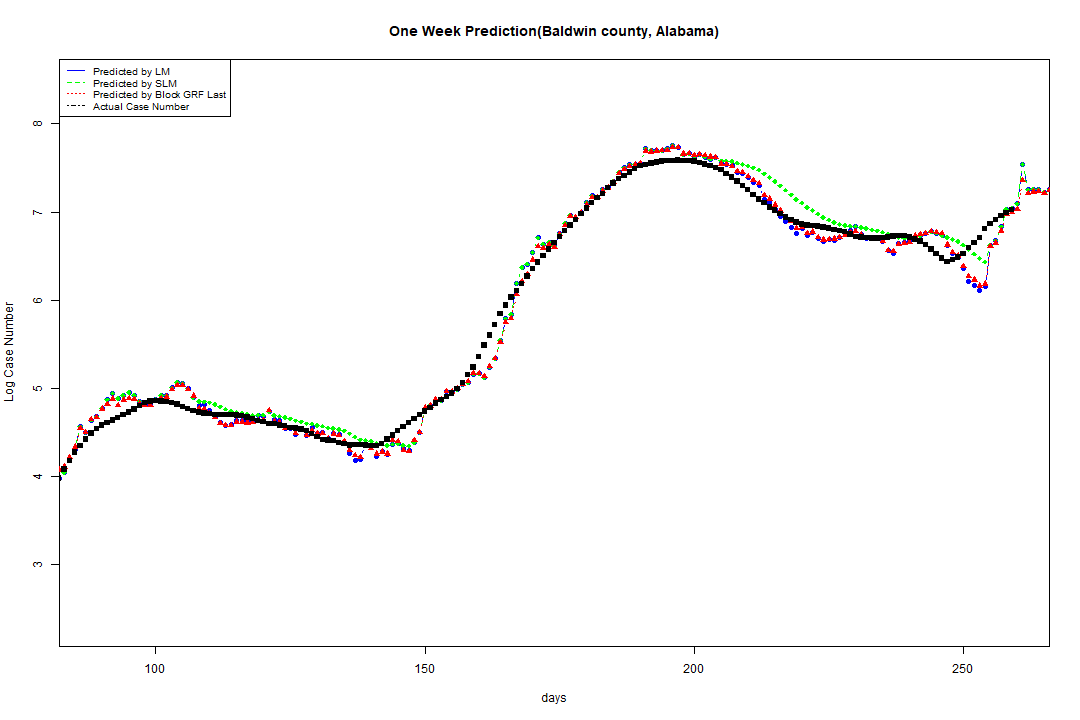 One Week Prediction(Baldwin county, Alabama)
Predicted by LM
Predicted by SLM
Predicted by Block GRF Last
Actual Case Number
8
7
6
5
4
3
Log Case Number
100 150 200 250
days